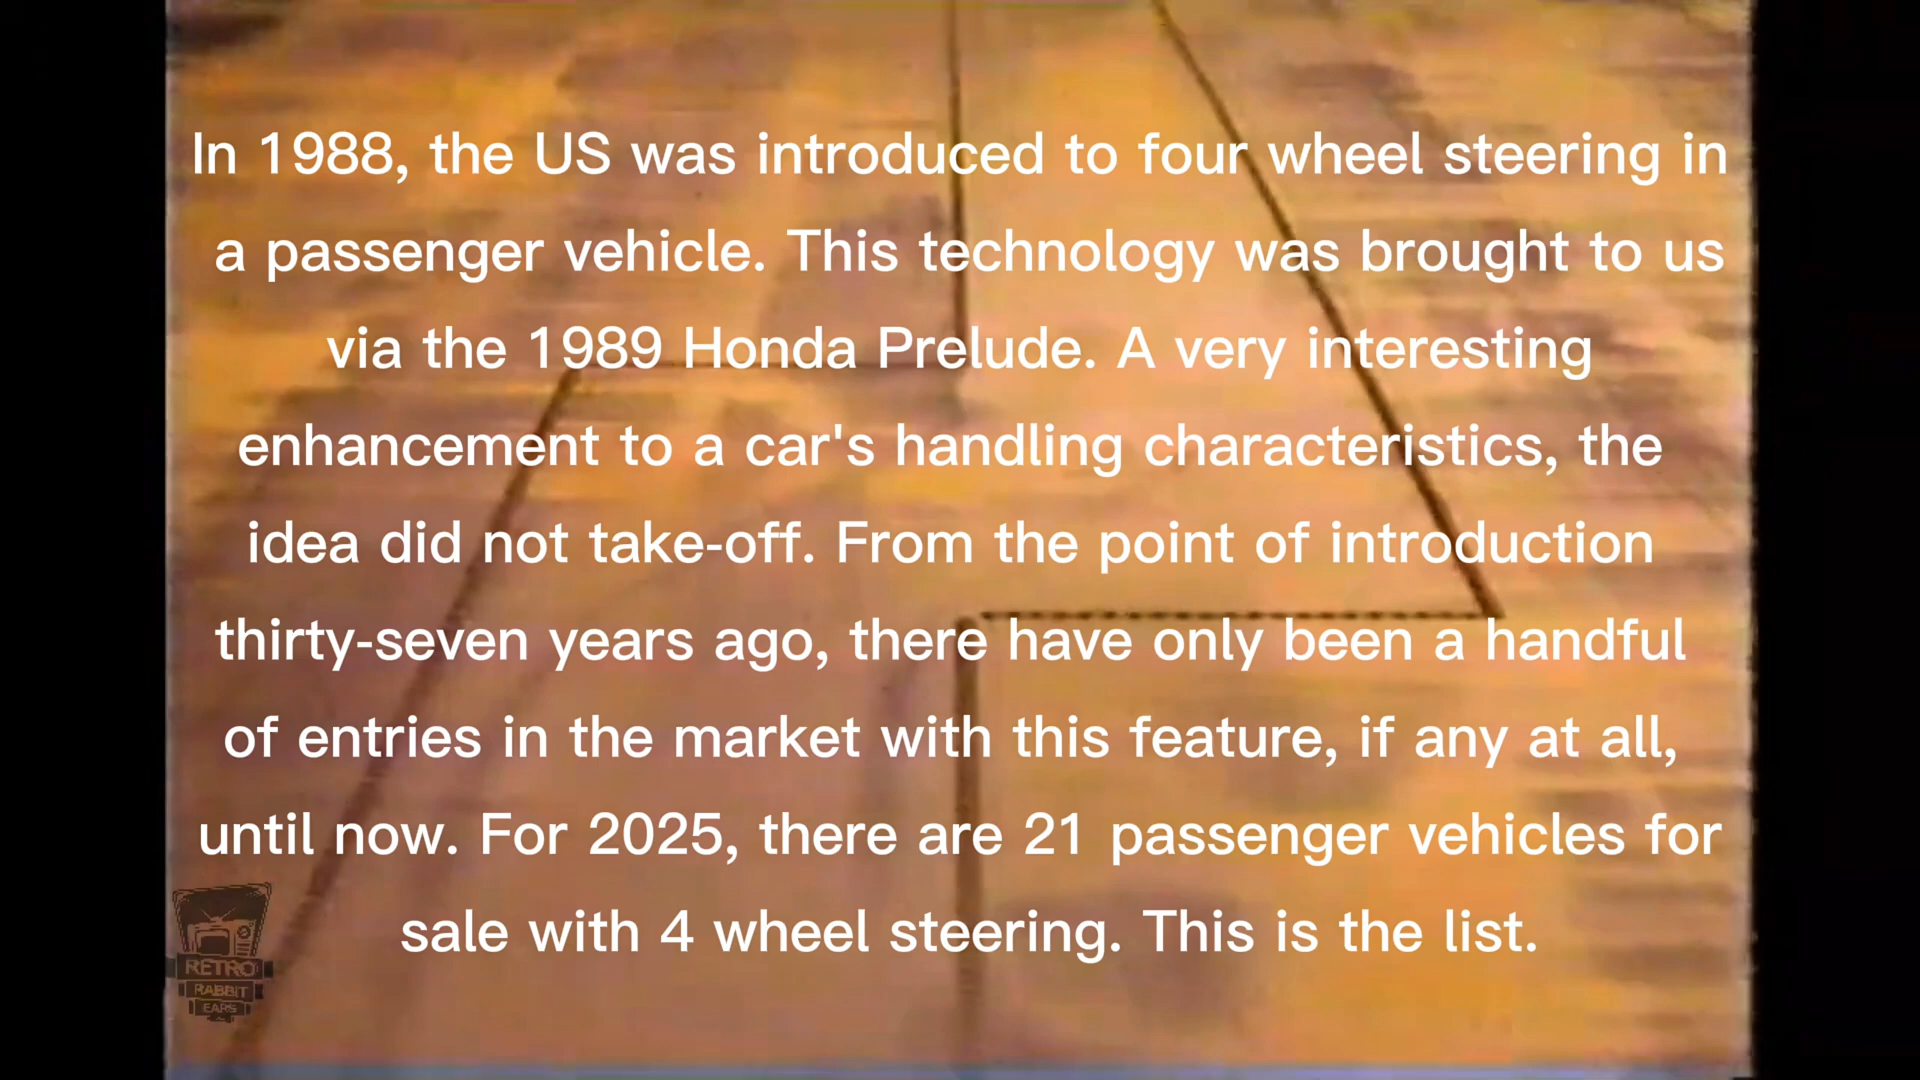 In 1988, the US was introduced to four wheel steering in
a passenger vehicle. This technology was brought to us
via the 1989 Honda Prelude. A very interesting
enhancement to a car's handling characteristics, the
idea did not take-off. From the point of introduction
thirty-seven years ago, there have only been a handful
of entries in the market with this feature, if any at all,
until now. For 2025, there are 21 passenger vehicles for
sale with 4 wheel steering. This is the list.
RETRO
RABBIT
EARS